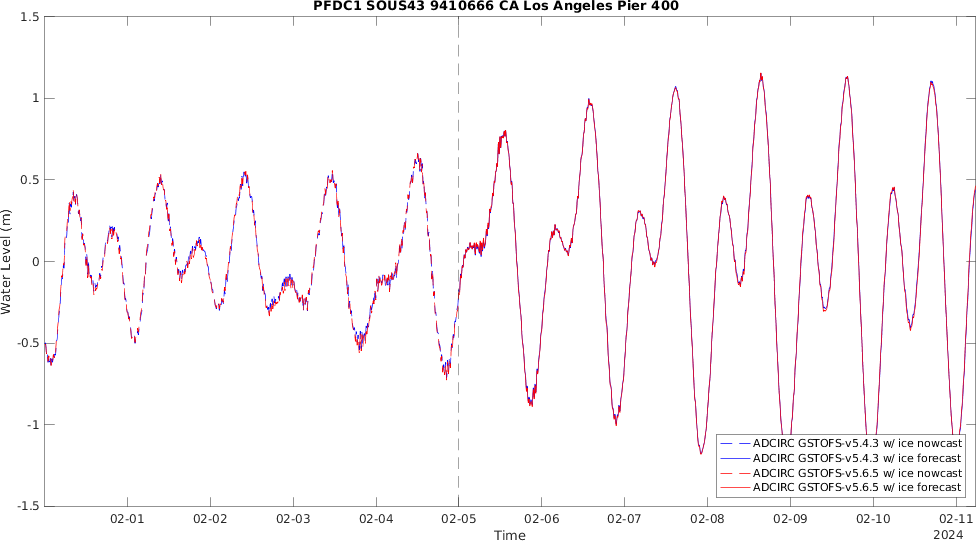 PFDC1 SOUS43 9410666 CA Los Angeles Pier 400
Water Level (m)
1.5
1
0.5
0
-0.5
-1
-1.5
ADCIRC GSTOFS-v5.4.3 w/ ice nowcast
ADCIRC GSTOFS-v5.4.3 w/ ice forecast
ADCIRC GSTOFS-v5.6.5 w/ ice nowcast
ADCIRC GSTOFS-v5.6.5 w/ ice forecast
02-01 02-02 02-03 02-04 02-05 02-06 02-07 02-08 02-09 02-10 02-11
Time 2024